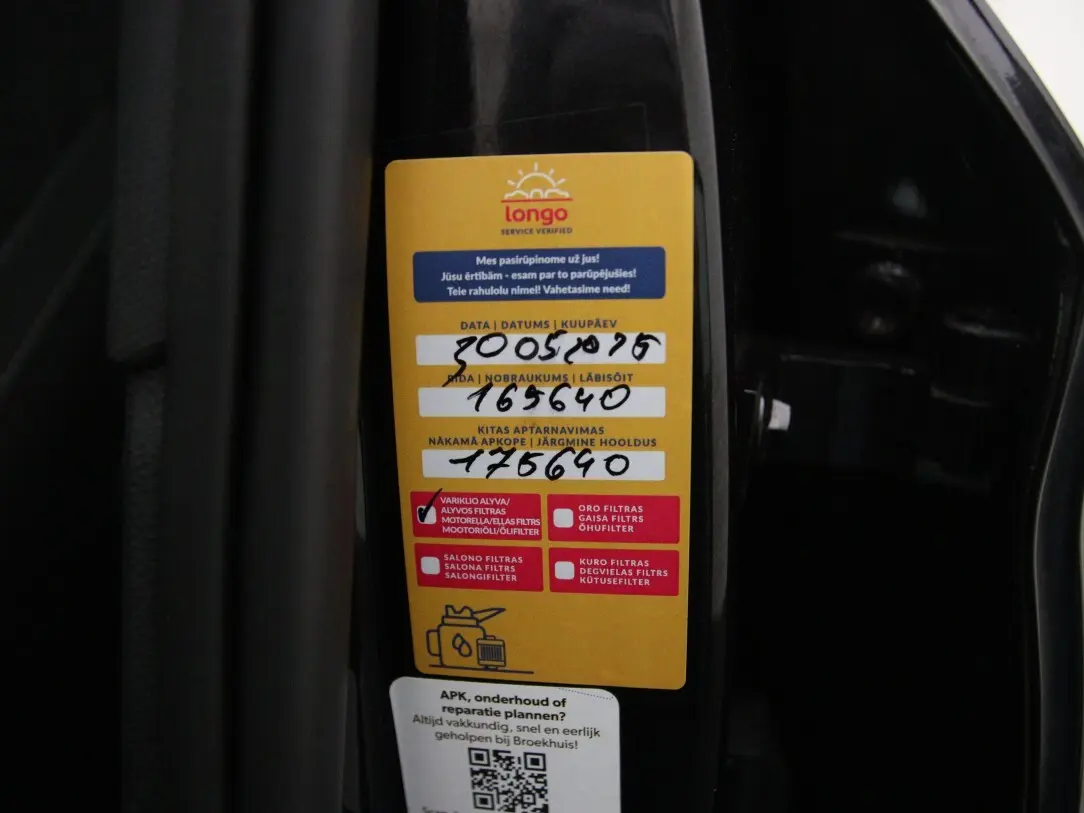 longo
SERVICE VERIFIED
Mes pasirūpinome už jus!
Jūsu ērtībām - esam par to parūpējušies!
Teie rahulolu nimel! Vahetasime need!
DATA | DATUMS | KUUPÄEV
30 05 2025
RIDA | NOBRAUKUMS | LÄBISÕIT
165640
KITAS APTARNAVIMAS
NĀKAMĀ APKOPE | JÄRGMINE HOOLDUS
175640
VARIKLIO ALYVA/
ALYVOS FILTRAS
MOTOREĻĻA/EĻĻAS FILTRS
MOOTORIÕLI/ÕLIFILTER
ORO FILTRAS
GAISA FILTRS
ÕHUFILTER
SALONO FILTRAS
SALONA FILTRS
SALONGIFILTER
KURO FILTRAS
DEGVIELAS FILTRS
KÜTUSEFILTER
APK, onderhoud of
reparatie plannen?
Altijd vakkundig, snel en eerlijk
geholpen bij Broekhuis!